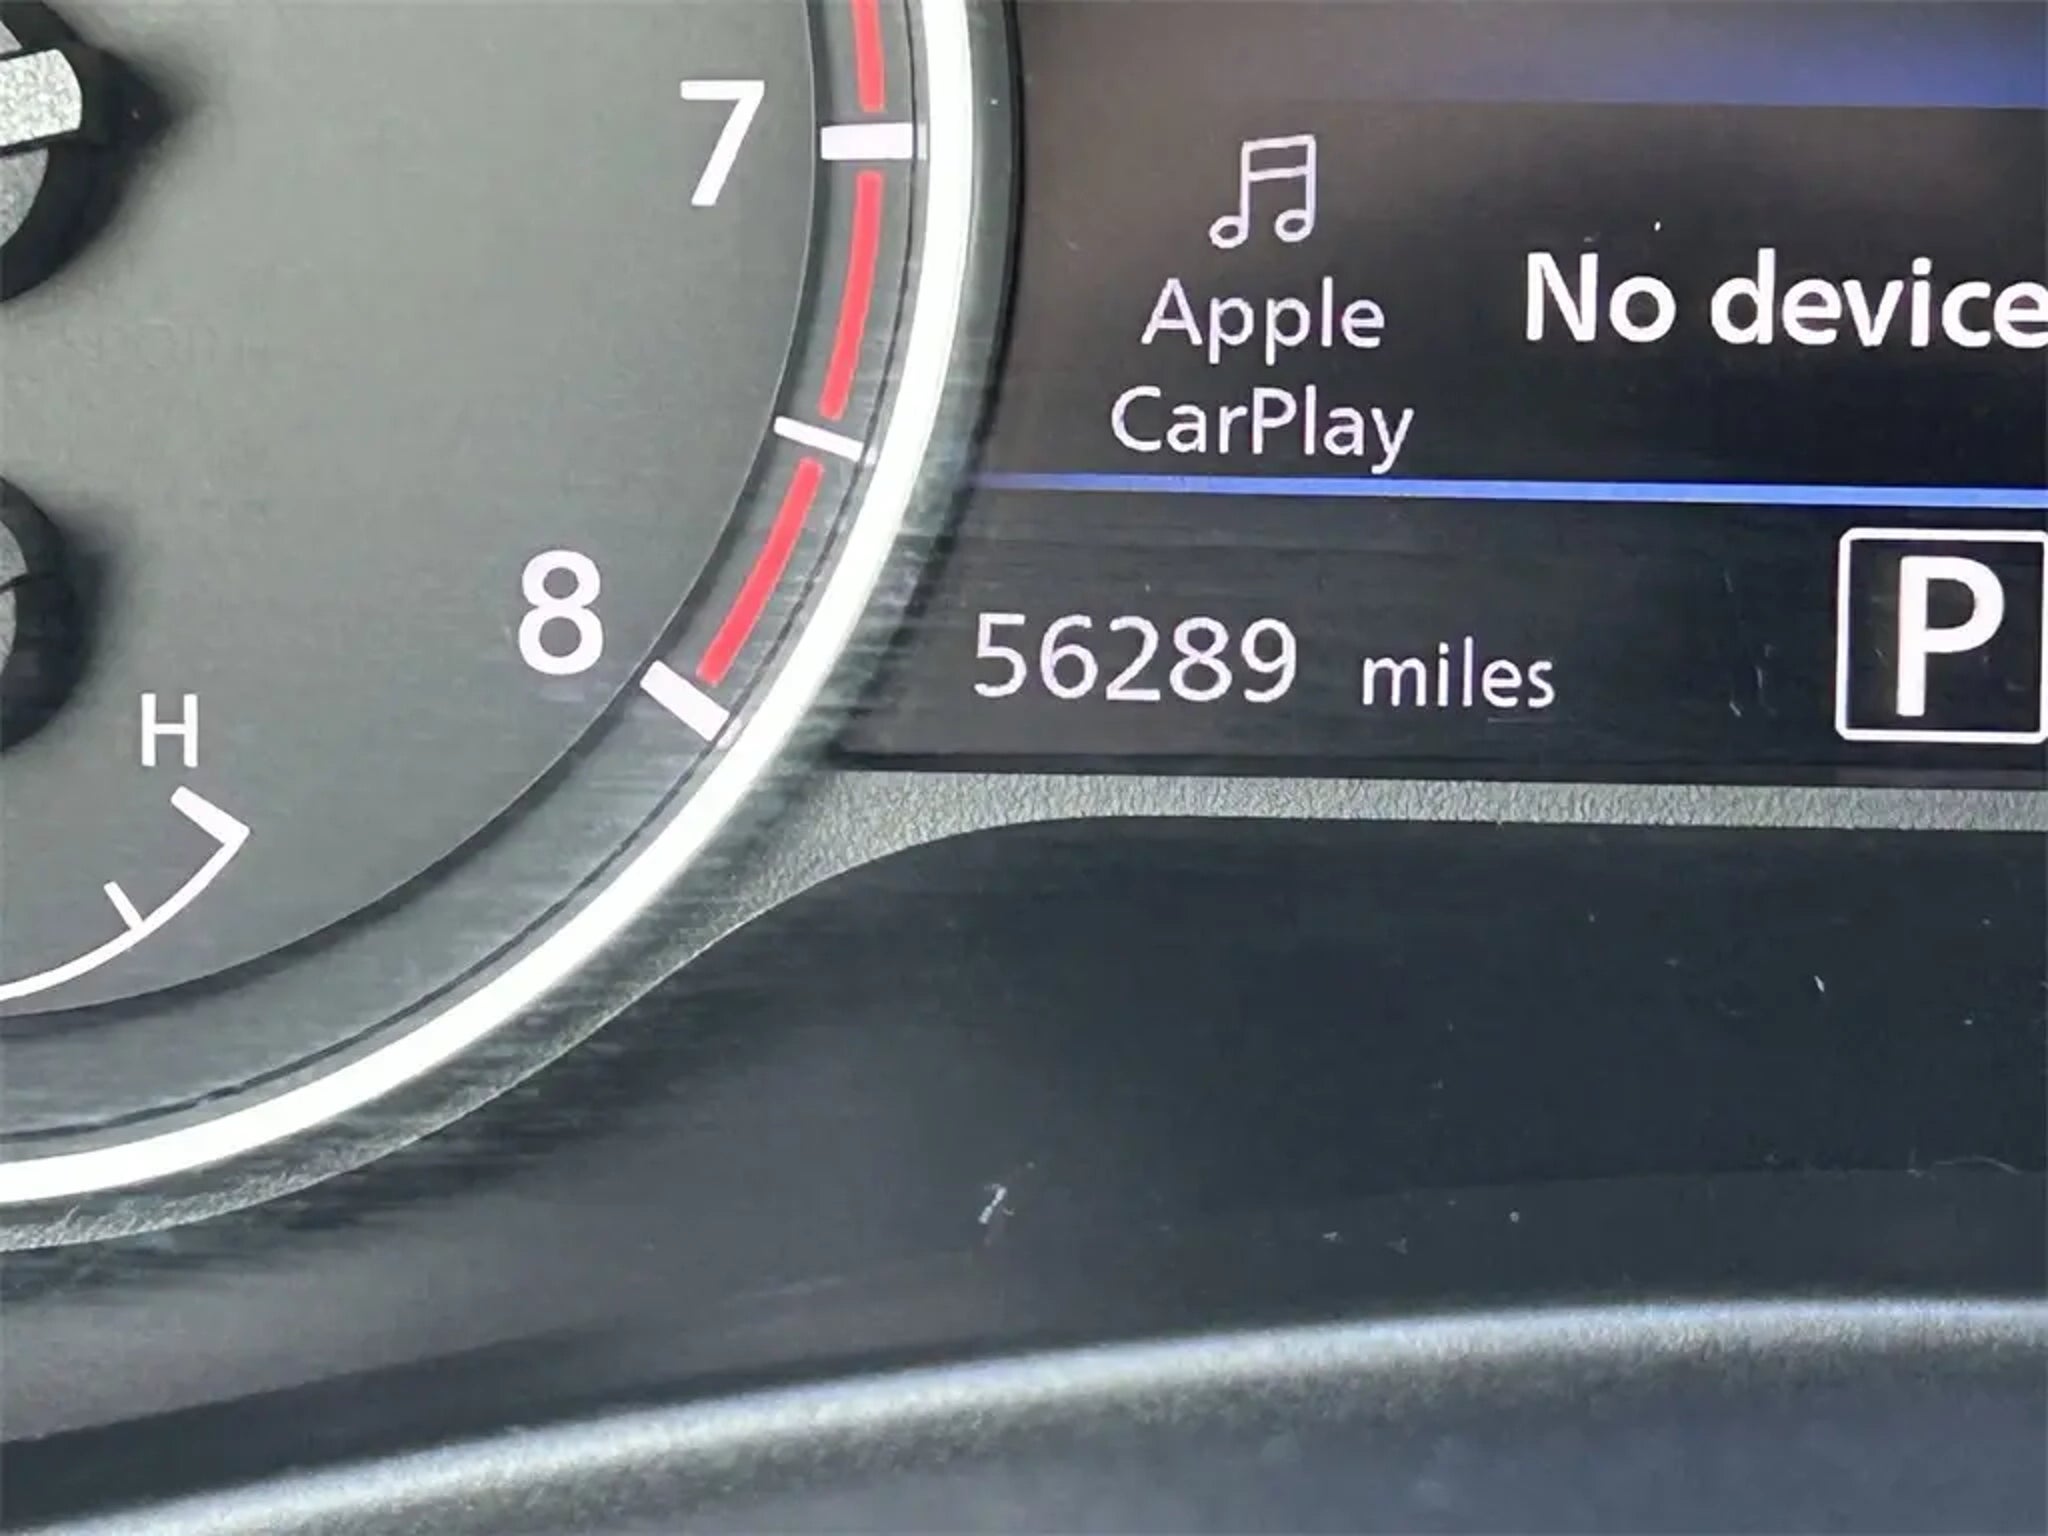 7
Apple
CarPlay
No device
8
56289 miles
P
H